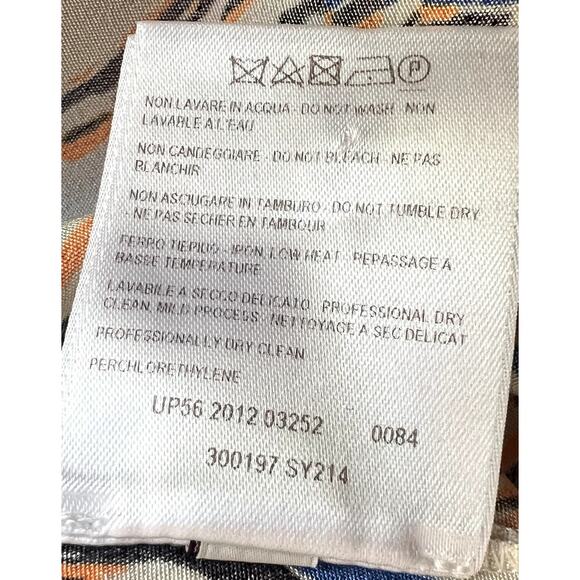 P
NON LAVARE IN ACQUA - DO NOT WASH  NON
LAVABLE A L'EAU
NON CANDEGGIARE - DO NOT BLEACH - NE PAS
BLANCHIR
NON ASCIUGARE IN TAMBURO - DO NOT TUMBLE DRY
- NE PAS SECHER EN TAMBOUR
FERRO TIEPIDO - IRON, LOW HEAT - REPASSAGE A
BASSE TEMPERATURE
LAVABILE A SECCO DELICATO  PROFESSIONAL DRY
CLEAN, MILD PROCESS - NETTOYAGE A SEC DELICAT
PROFESSIONALLY DRY CLEAN
PERCHLORETHYLENE
UP56 2012 03252 0084
300197 SY214